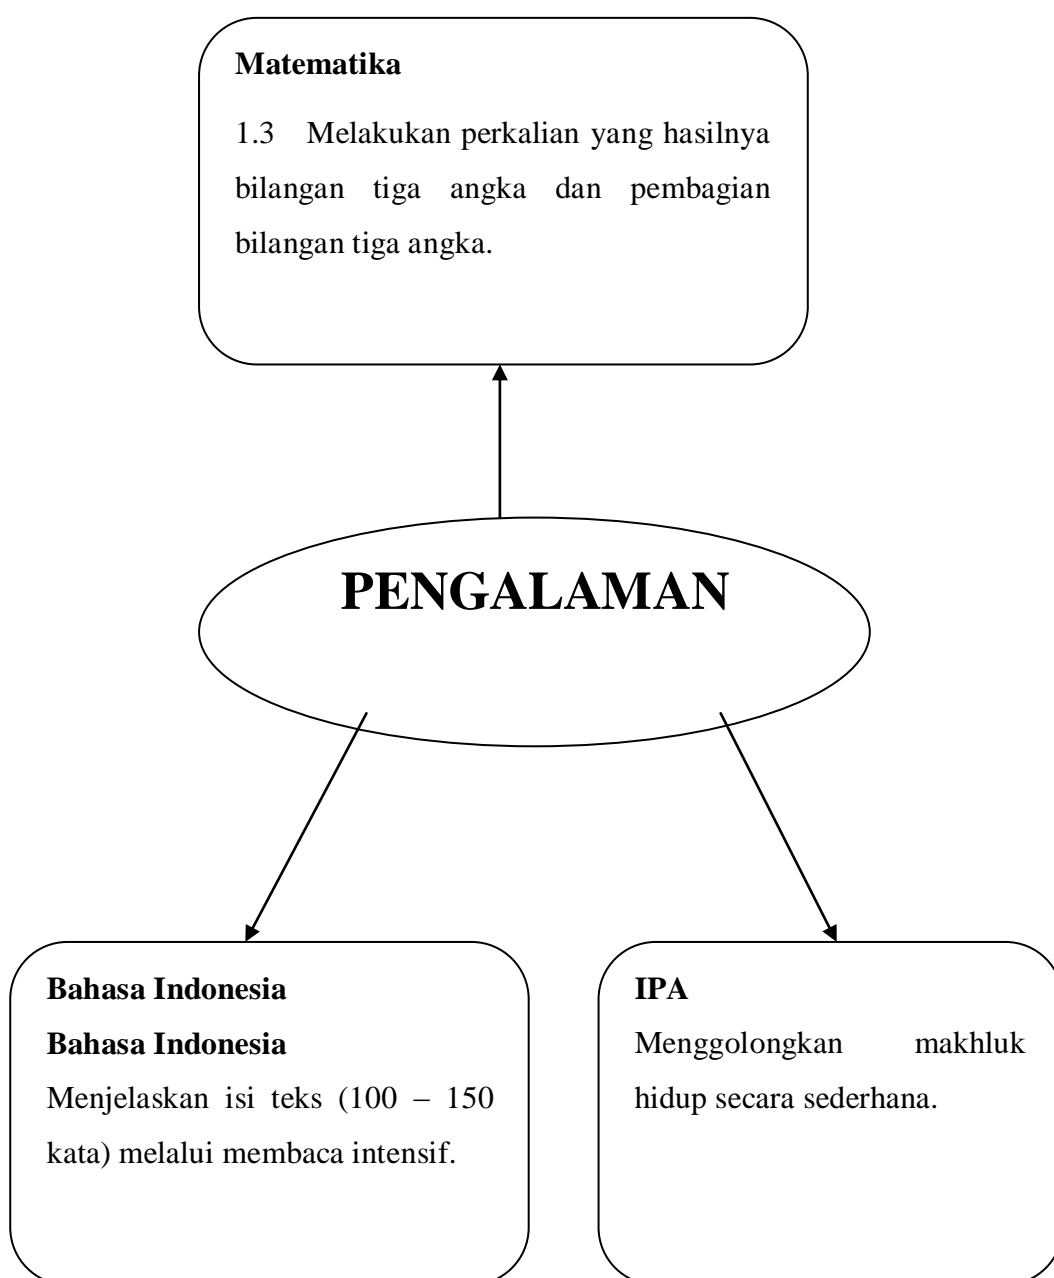 Matematika
1.3 Melakukan perkalian yang hasilnya
bilangan tiga angka dan pembagian
bilangan tiga angka.
PENGALAMAN
Bahasa Indonesia
Bahasa Indonesia
Menjelaskan isi teks (100 – 150
kata) melalui membaca intensif.
IPA
Menggolongkan makhluk
hidup secara sederhana.